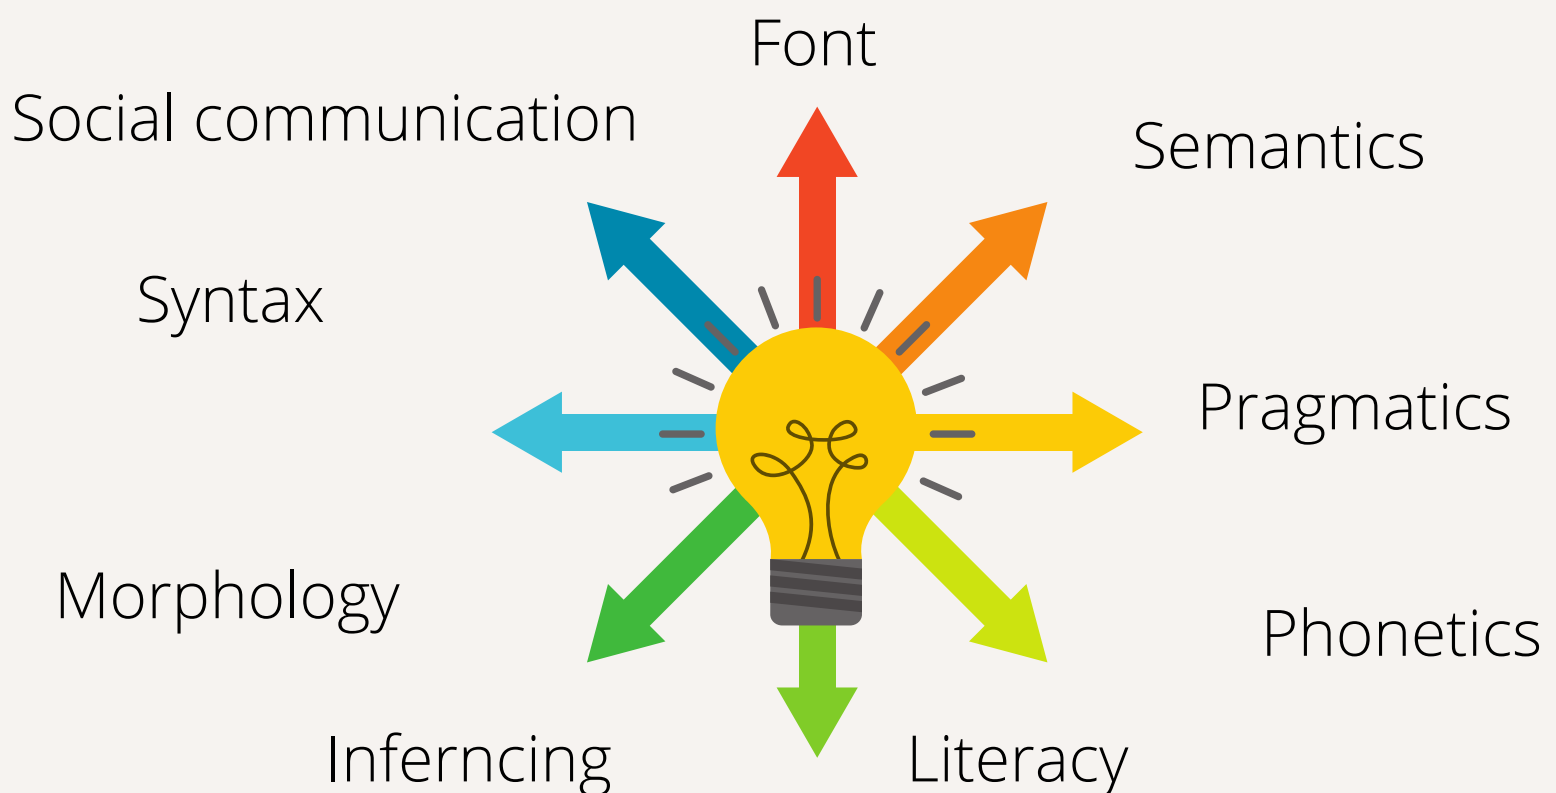 Font
Social communication
Semantics
Syntax
Pragmatics
Morphology
Phonetics
Inferncing
Literacy